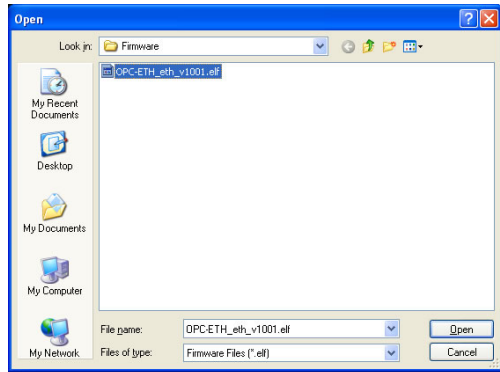 Open
Look in:
Firmware
OPC-ETH_eth_v1001.elf
My Recent
Documents
Desktop
My Documents
My Computer
My Network
File name:
OPC-ETH_eth_v1001.elf
Open
Files of type:
Firmware Files (*.elf)
Cancel